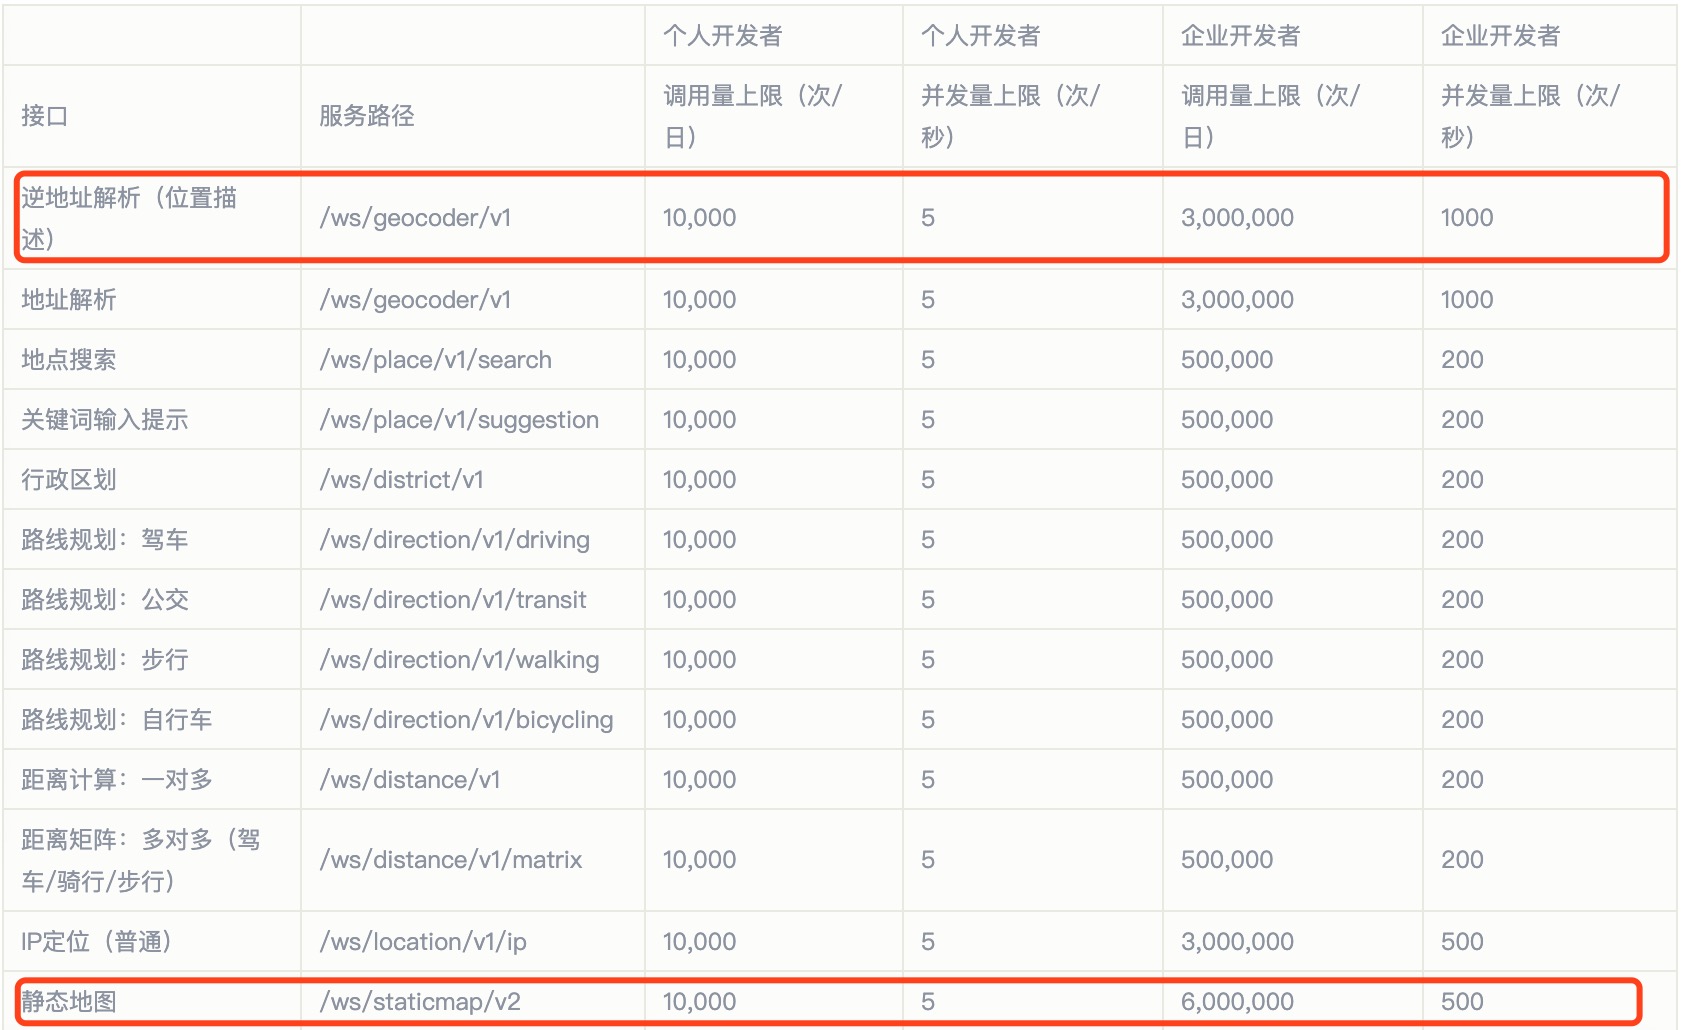 个人开发者 个人开发者 企业开发者 企业开发者
接口 服务路径 调用量上限（次/日） 并发量上限（次/秒） 调用量上限（次/日） 并发量上限（次/秒）
逆地址解析（位置描述） /ws/geocoder/v1 10,000 5 3,000,000 1000
地址解析 /ws/geocoder/v1 10,000 5 3,000,000 1000
地点搜索 /ws/place/v1/search 10,000 5 500,000 200
关键词输入提示 /ws/place/v1/suggestion 10,000 5 500,000 200
行政区划 /ws/district/v1 10,000 5 500,000 200
路线规划：驾车 /ws/direction/v1/driving 10,000 5 500,000 200
路线规划：公交 /ws/direction/v1/transit 10,000 5 500,000 200
路线规划：步行 /ws/direction/v1/walking 10,000 5 500,000 200
路线规划：自行车 /ws/direction/v1/bicycling 10,000 5 500,000 200
距离计算：一对多 /ws/distance/v1 10,000 5 500,000 200
距离矩阵：多对多（驾车/骑行/步行） /ws/distance/v1/matrix 10,000 5 500,000 200
IP定位（普通） /ws/location/v1/ip 10,000 5 3,000,000 500
静态地图 /ws/staticmap/v2 10,000 5 6,000,000 500